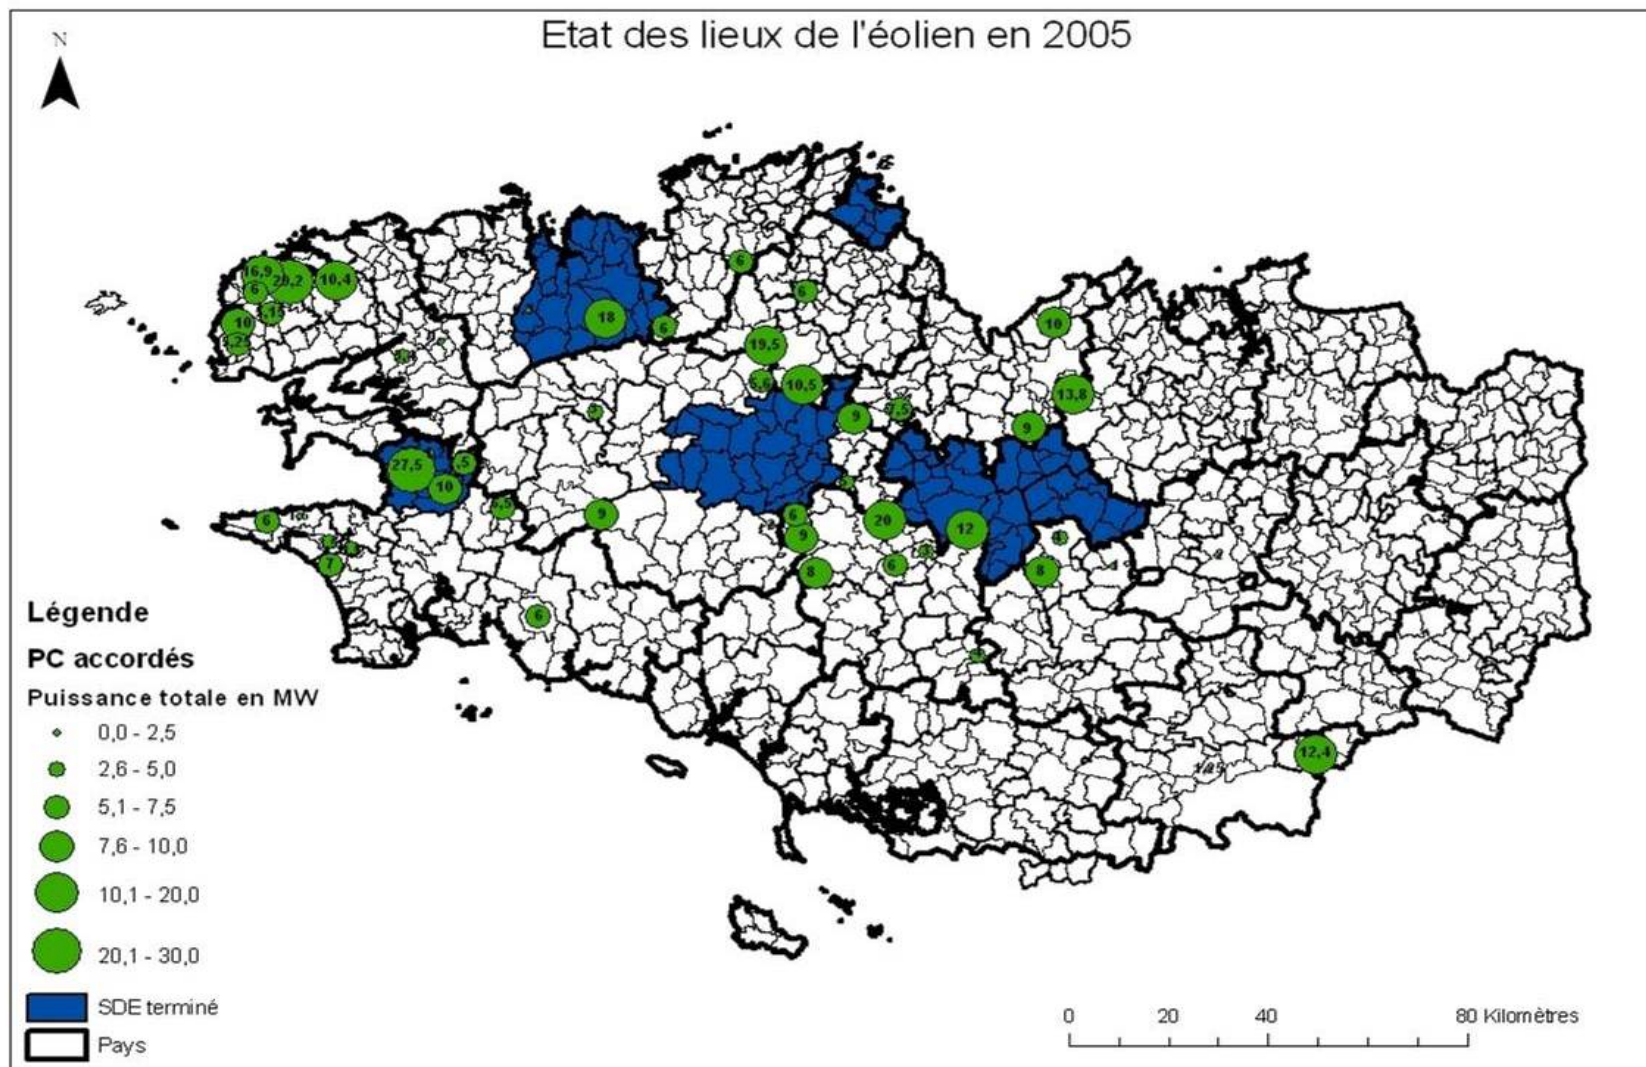 Etat des lieux de l'éolien en 2005
N
6
16,9
20,2
10,4
6
6
10
18
6
10
19,5
10,5
13,8
9
7,5
9
27,5
10
6
9
6
20
12
9
7
8
6
8
6
12,4
Légende
PC accordés
Puissance totale en MW
0,0 - 2,5
2,6 - 5,0
5,1 - 7,5
7,6 - 10,0
10,1 - 20,0
20,1 - 30,0
SDE terminé
Pays
0 20 40 80 Kilomètres